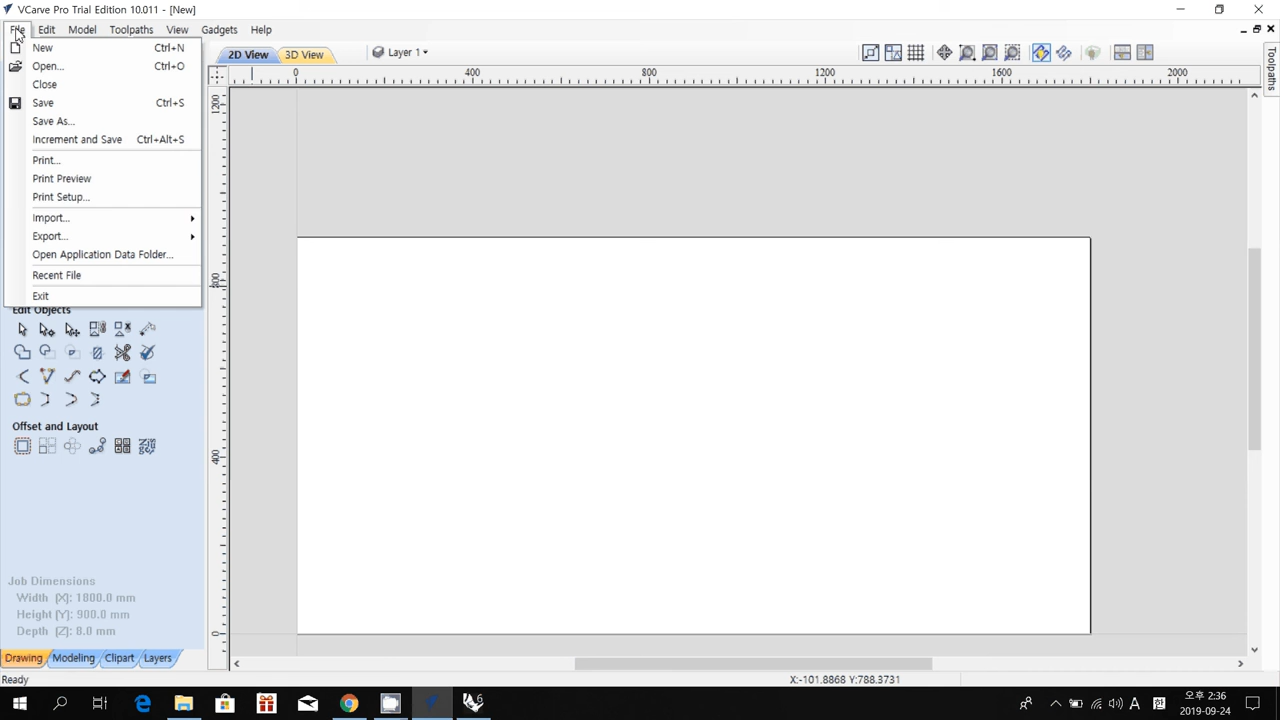 VCarve Pro Trial Edition 10.011 - [New]
File Edit Model Toolpaths View Gadgets Help
New Ctrl+N
Open... Ctrl+O
Close
Save Ctrl+S
Save As...
Increment and Save Ctrl+Alt+S
Print...
Print Preview
Print Setup...
Import...
Export...
Open Application Data Folder...
Recent File
Exit
2D View 3D View Layer 1
0 400 800 1200 1600 2000
1200
800
400
0
Toolpaths
Edit Objects
Offset and Layout
Job Dimensions
Width [X]: 1800.0 mm
Height [Y]: 900.0 mm
Depth [Z]: 8.0 mm
Drawing Modeling Clipart Layers
Ready X:-101.8868 Y:788.3731
6
A
오후 2:36
2019-09-24